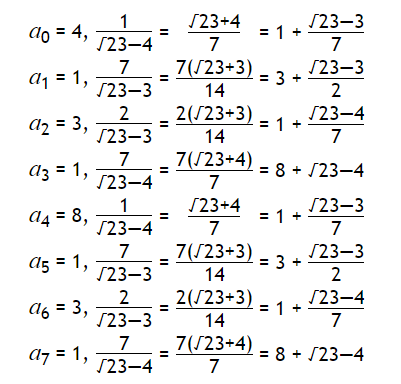 a₀ = 4, 1/(√23−4) = (√23+4)/7 = 1 + (√23−3)/7
a₁ = 1, 7/(√23−3) = 7(√23+3)/14 = 3 + (√23−3)/2
a₂ = 3, 2/(√23−3) = 2(√23+3)/14 = 1 + (√23−4)/7
a₃ = 1, 7/(√23−4) = 7(√23+4)/7 = 8 + √23−4
a₄ = 8, 1/(√23−4) = (√23+4)/7 = 1 + (√23−3)/7
a₅ = 1, 7/(√23−3) = 7(√23+3)/14 = 3 + (√23−3)/2
a₆ = 3, 2/(√23−3) = 2(√23+3)/14 = 1 + (√23−4)/7
a₇ = 1, 7/(√23−4) = 7(√23+4)/7 = 8 + √23−4